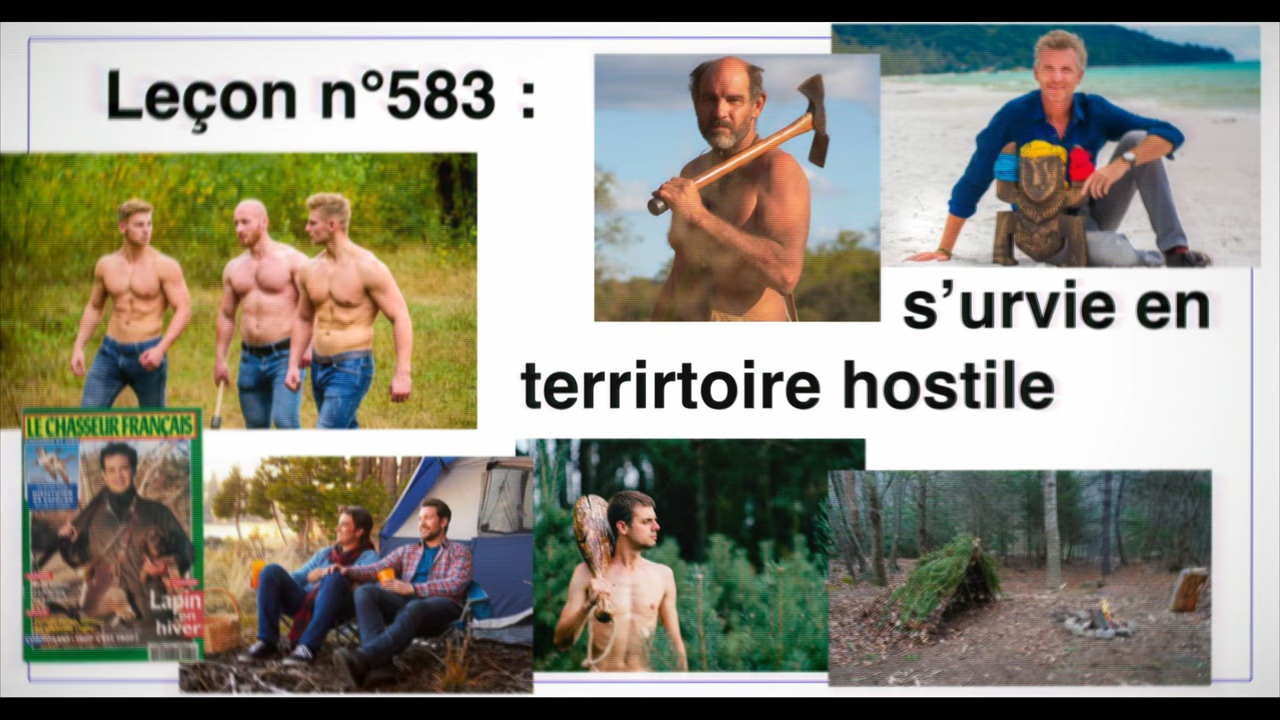 Leçon n°583 :
s’urvie en
terrirtoire hostile
LE CHASSEUR FRANÇAIS
Lapin
en
hiver